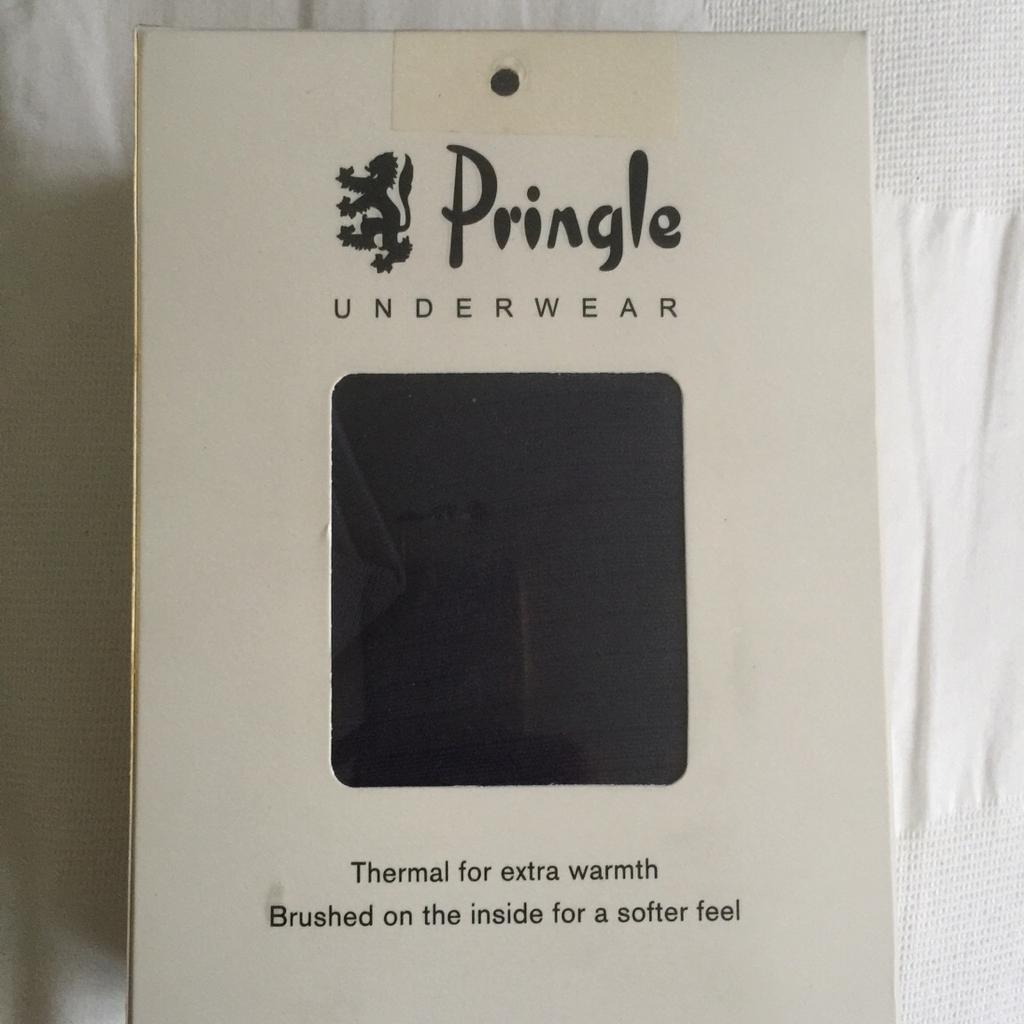 Pringle
UNDERWEAR
Thermal for extra warmth
Brushed on the inside for a softer feel